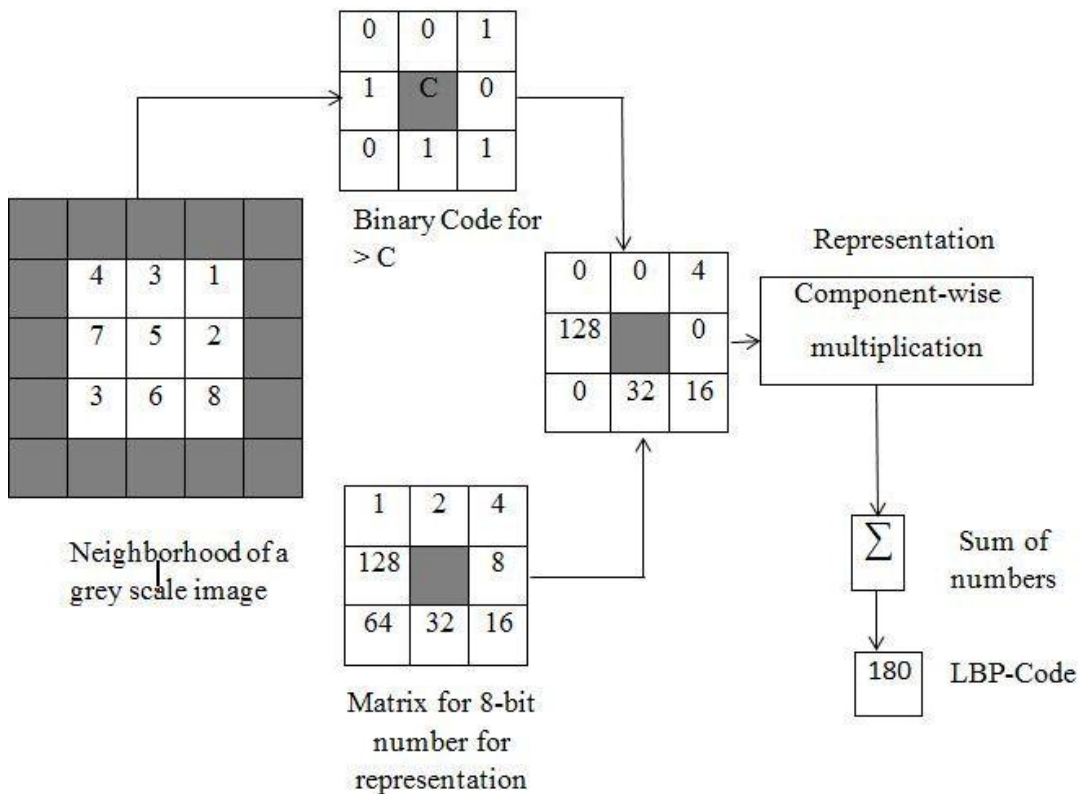 0 0 1
1 C 0
0 1 1
Binary Code for
> C
4 3 1
7 5 2
3 6 8
Neighborhood of a
grey scale image
1 2 4
128 8
64 32 16
Matrix for 8-bit
number for
representation
0 0 4
128 0
0 32 16
Representation
Component-wise
multiplication
∑
Sum of
numbers
180
LBP-Code